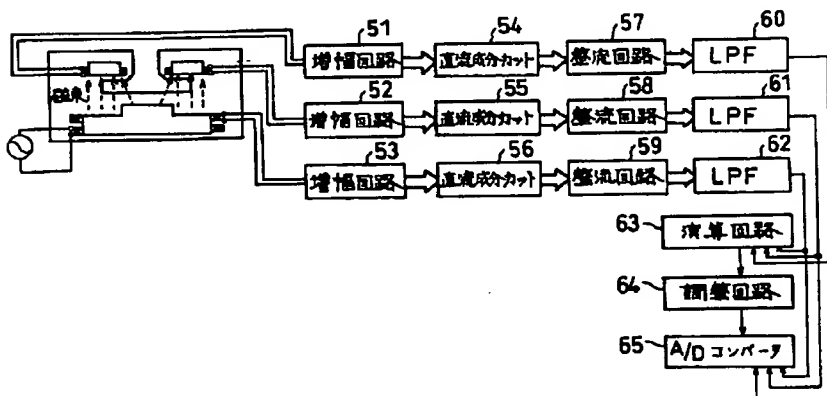 51 54 57 60
増幅回路 直流成分カット 整流回路 LPF
磁束
52 55 58 61
増幅回路 直流成分カット 整流回路 LPF
53 56 59 62
増幅回路 直流成分カット 整流回路 LPF
63 演算回路
64 調整回路
65 A/Dコンバータ